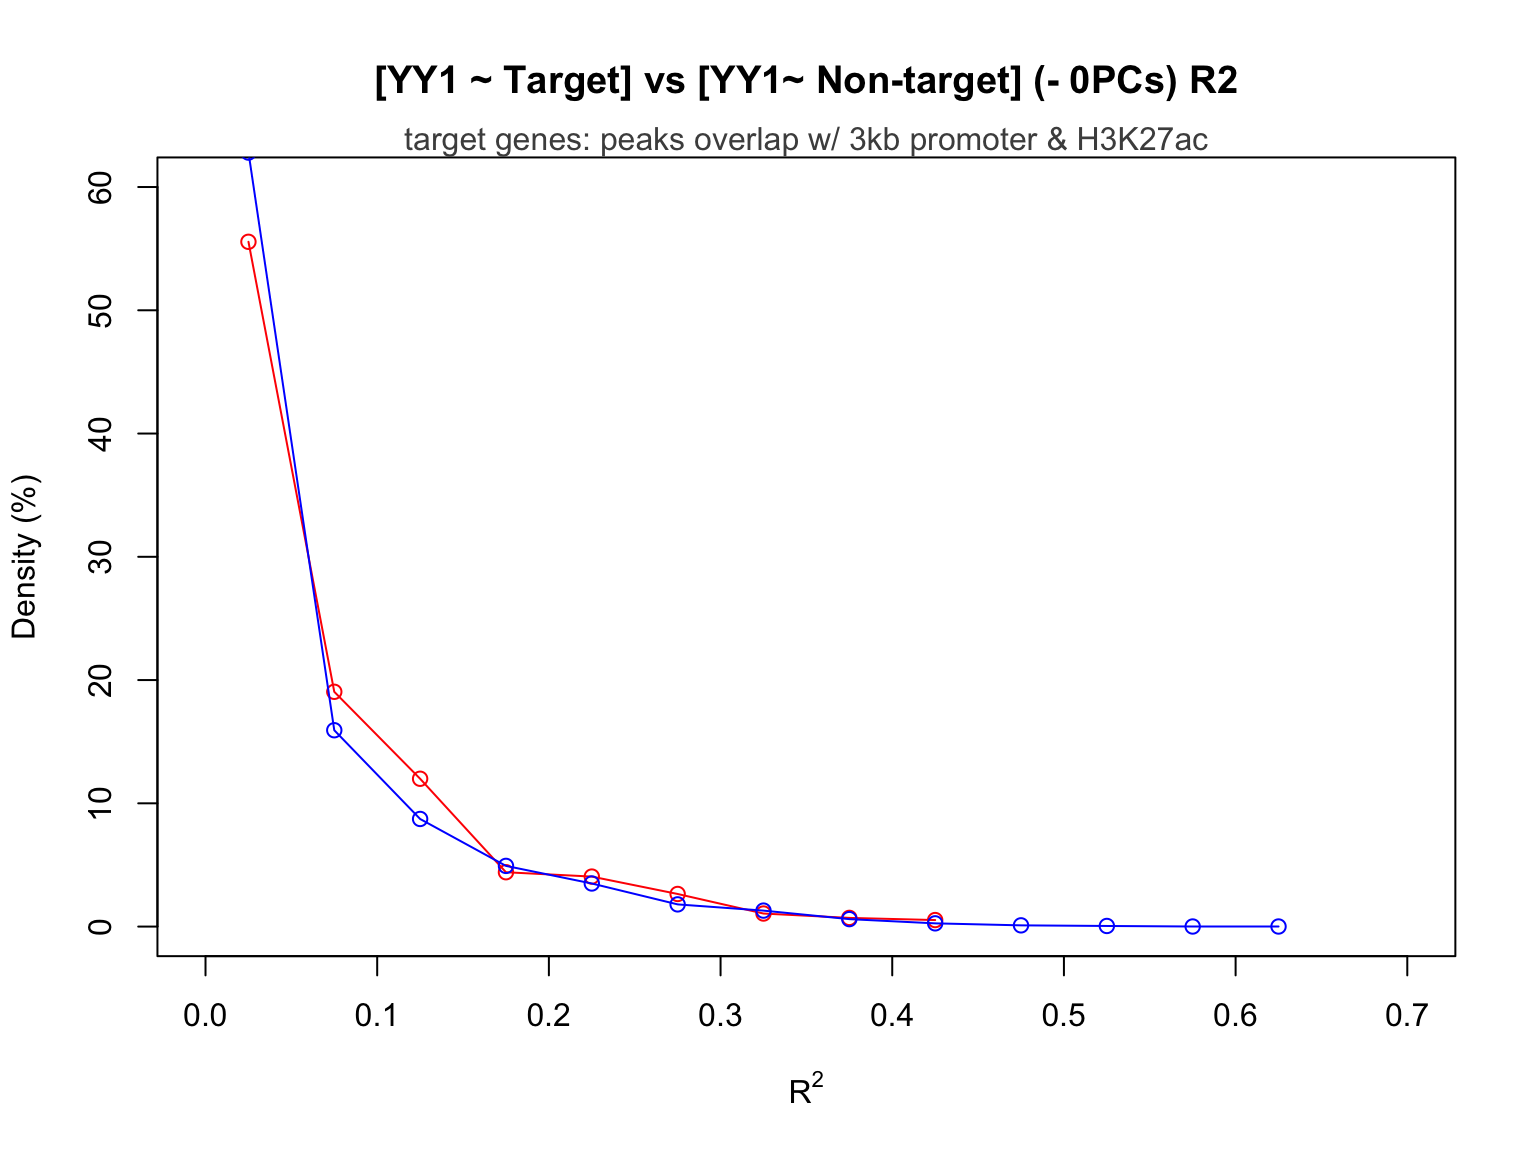 [YY1 ~ Target] vs [YY1~ Non-target] (- 0PCs) R2
target genes: peaks overlap w/ 3kb promoter & H3K27ac
60
50
40
30
20
10
0
Density (%)
0.0 0.1 0.2 0.3 0.4 0.5 0.6 0.7
R²